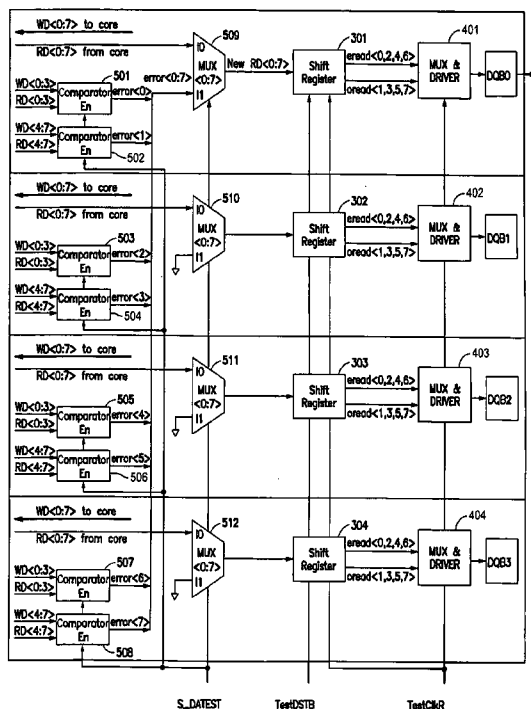 WD<0:7> to core
RD<0:7> from core
509
I0
MUX
<0:7>
I1
error<0:7>
New RD<0:7>
301
Shift
Register
eread<0,2,4,6>
oread<1,3,5,7>
401
MUX &
DRIVER
DQB0
WD<0:3>
RD<0:3>
501
Comparator
En
error<0>
WD<4:7>
RD<4:7>
Comparator
En
error<1>
502
WD<0:7> to core
RD<0:7> from core
510
I0
MUX
<0:7>
I1
302
Shift
Register
eread<0,2,4,6>
oread<1,3,5,7>
402
MUX &
DRIVER
DQB1
WD<0:3>
RD<0:3>
503
Comparator
En
error<2>
WD<4:7>
RD<4:7>
Comparator
En
error<3>
504
WD<0:7> to core
RD<0:7> from core
511
I0
MUX
<0:7>
I1
303
Shift
Register
eread<0,2,4,6>
oread<1,3,5,7>
403
MUX &
DRIVER
DQB2
WD<0:3>
RD<0:3>
505
Comparator
En
error<4>
WD<4:7>
RD<4:7>
Comparator
En
error<5>
506
WD<0:7> to core
RD<0:7> from core
512
I0
MUX
<0:7>
I1
304
Shift
Register
eread<0,2,4,6>
oread<1,3,5,7>
404
MUX &
DRIVER
DQB3
WD<0:3>
RD<0:3>
507
Comparator
En
error<6>
WD<4:7>
RD<4:7>
Comparator
En
error<7>
508
S_DATEST
TestDSTB
TestClkR